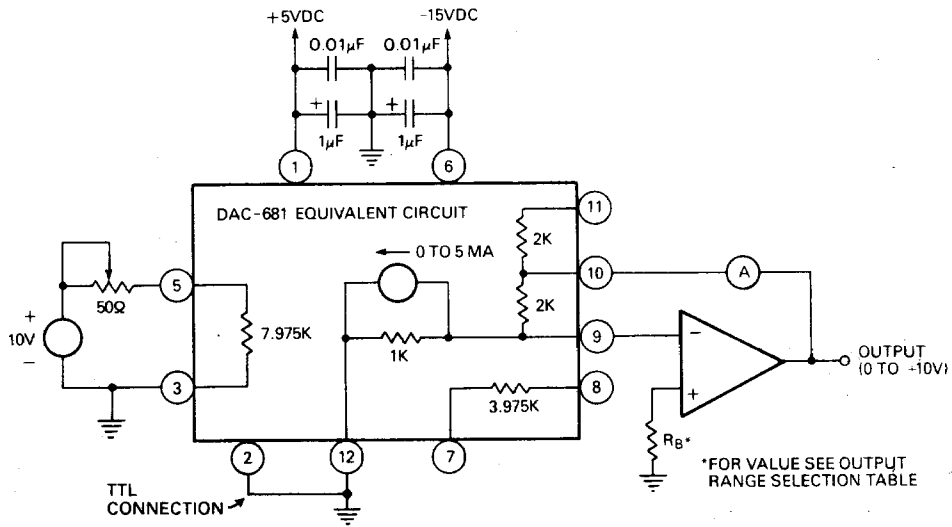 +5VDC
-15VDC
0.01μF
0.01μF
+
+
1μF
1μF
1
6
DAC-681 EQUIVALENT CIRCUIT
11
2K
0 TO 5 MA
10
A
5
50Ω
2K
+
10V
−
7.975K
1K
9
−
OUTPUT
(0 TO +10V)
3
8
3.975K
+
RB*
2
12
7
*FOR VALUE SEE OUTPUT
RANGE SELECTION TABLE
TTL
CONNECTION